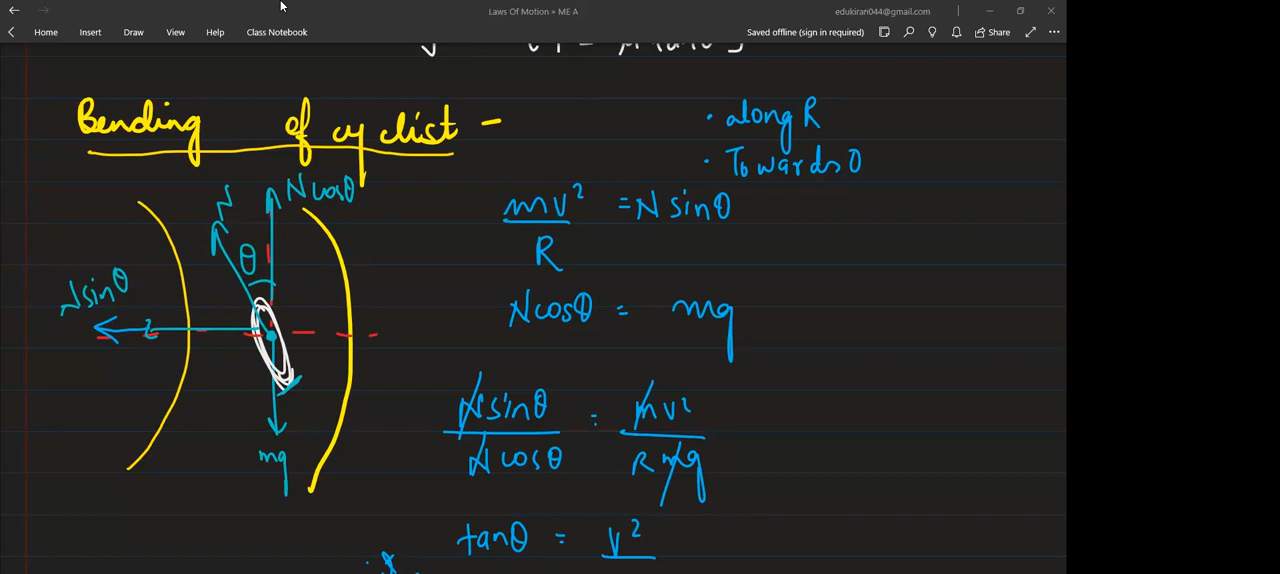 Laws Of Motion » ME A
edukiran044@gmail.com
Home Insert Draw View Help Class Notebook
Saved offline (sign in required)
Share
Bending of cyclist -
· along R
· Towards O
N
N cosθ
θ
N sinθ
mg
mv² = N sinθ
R
N cosθ = mg
N sinθ = mv²
N cosθ R mg
tanθ = v²